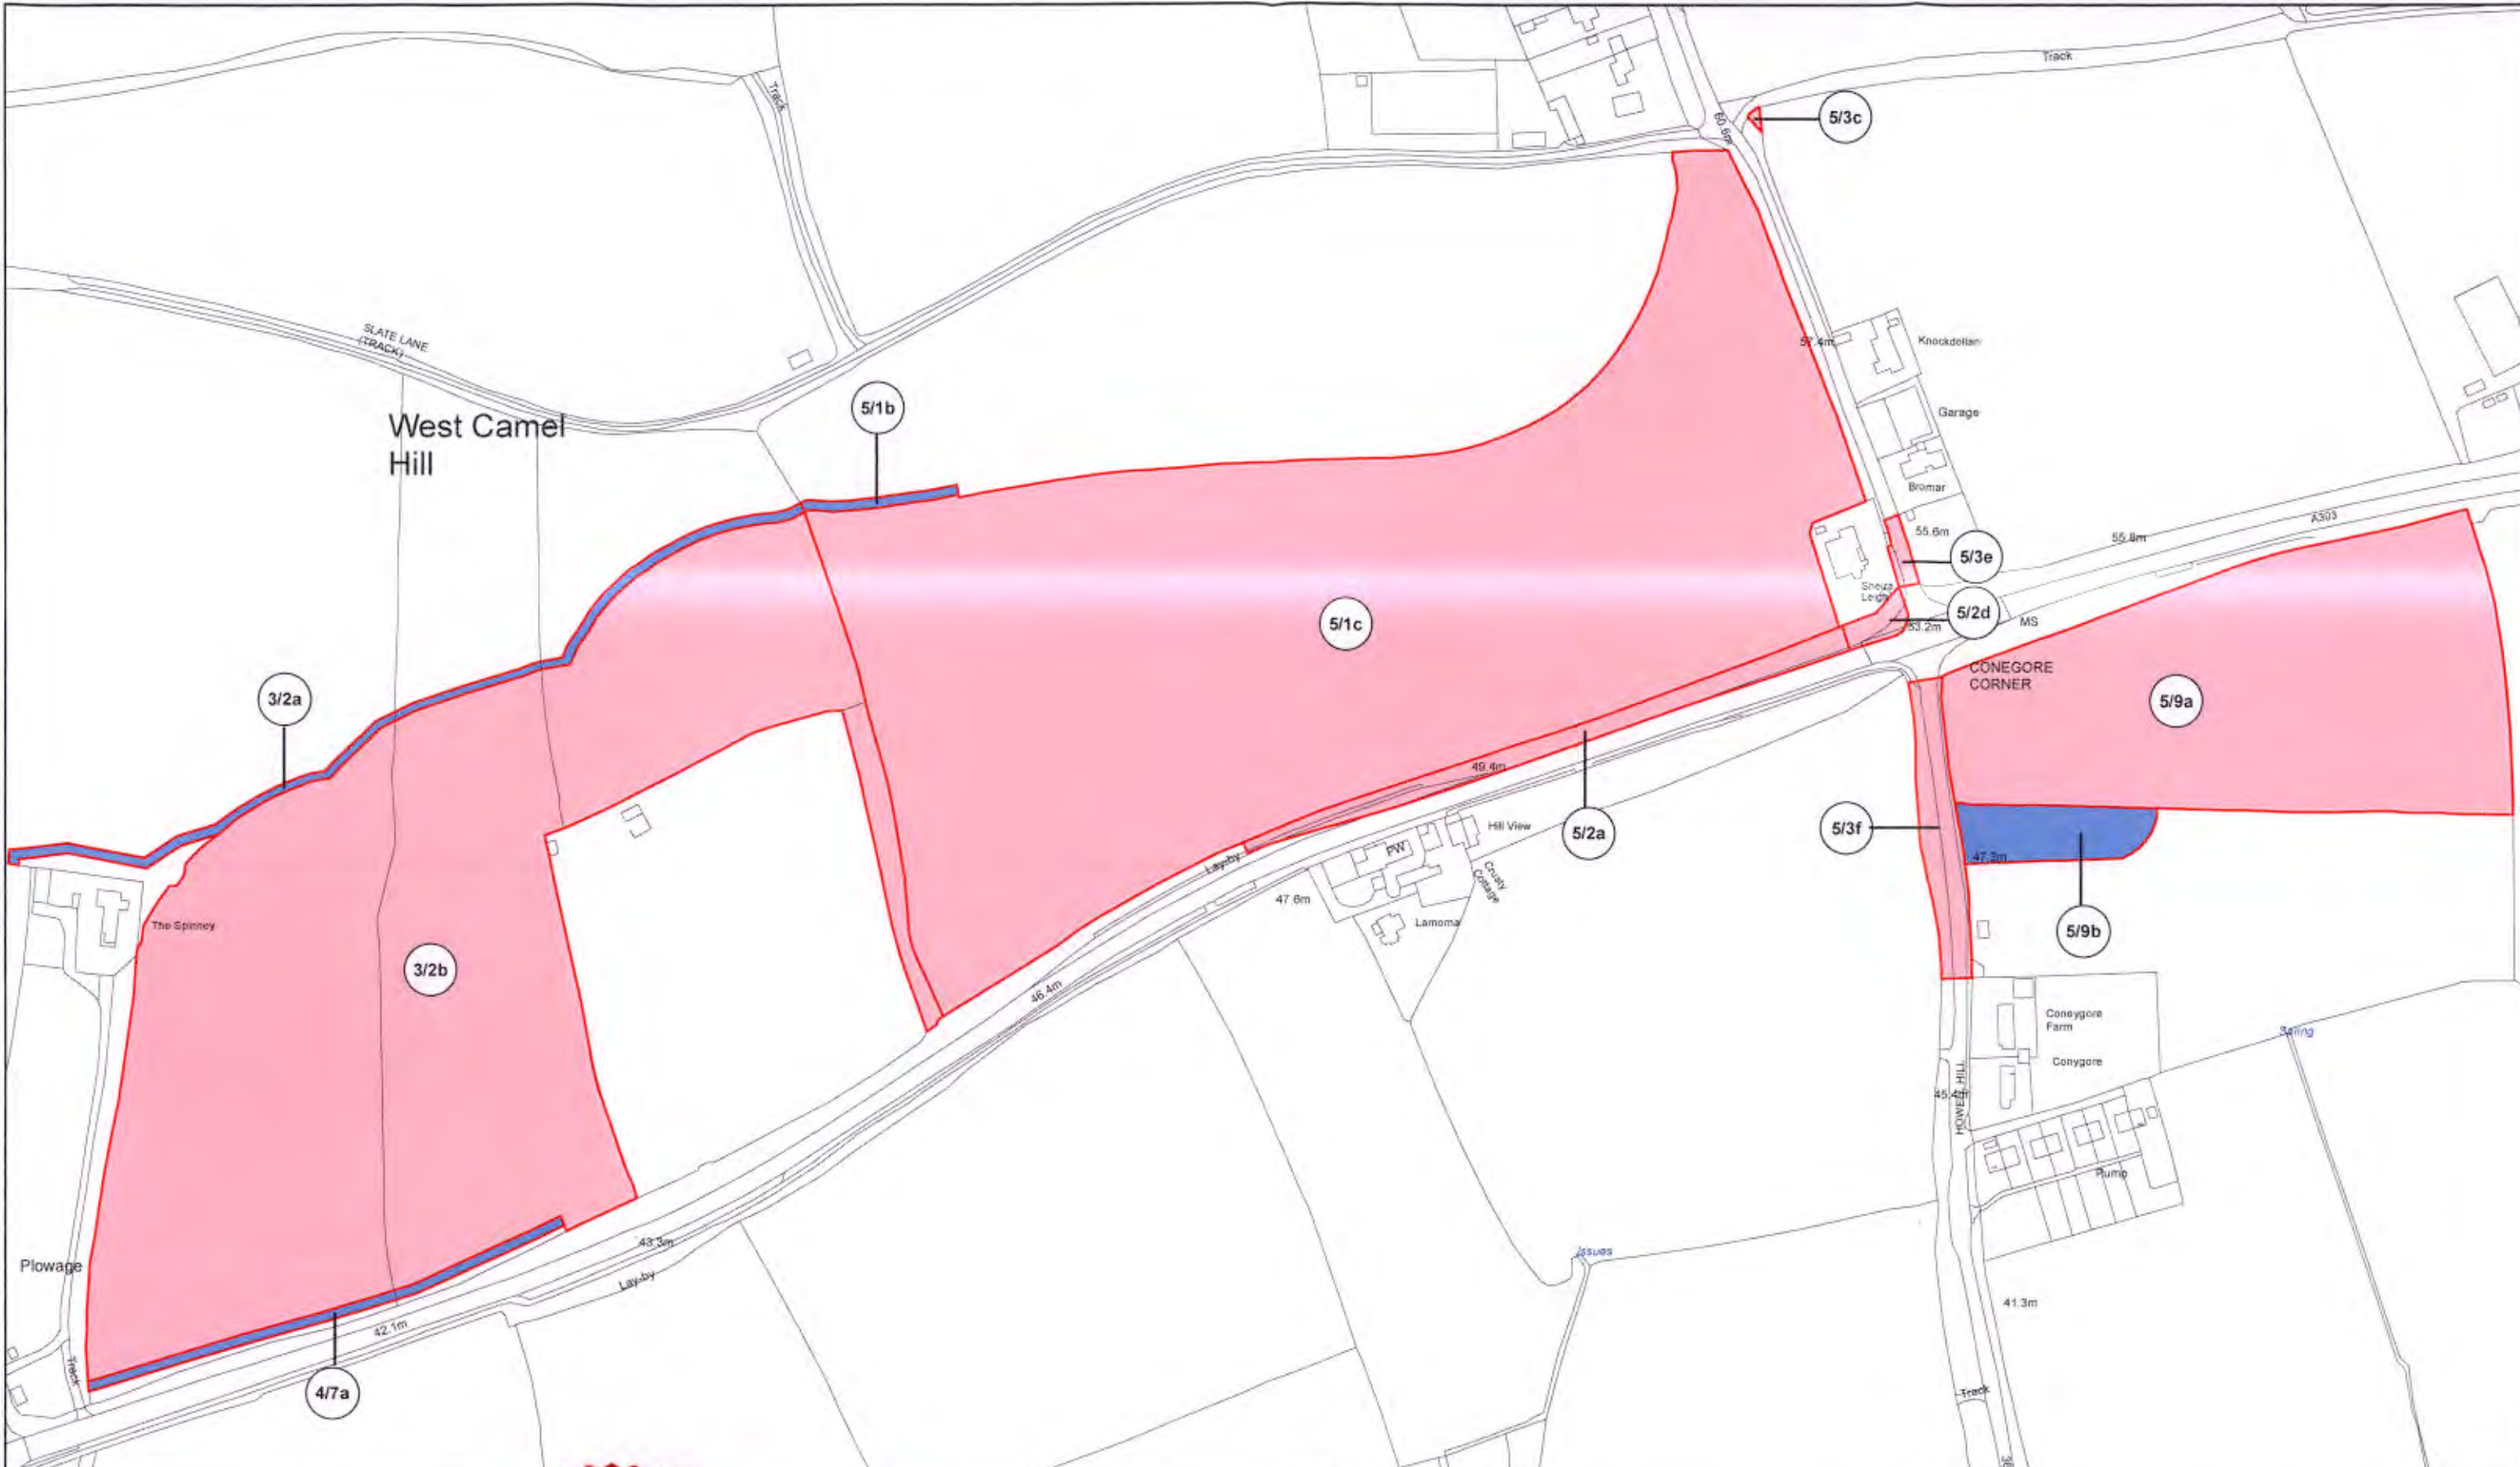 Track
Track
5/3c
60.6m
SLATE LANE
(TRACK)
57.4m
Knockdolian
West Camel
Hill
5/1b
Garage
Bromar
A303
55.6m
55.8m
5/3e
5/2d
53.2m
MS
5/1c
CONEGORE
CORNER
3/2a
5/9a
49.4m
Hill View
5/2a
5/3f
PW
Lay-by
Crusty
Cottage
47.3m
47.6m
Lamorna
The Spinney
5/9b
3/2b
46.4m
Coneygore
Farm
Spring
Conygore
HOWELL HILL
45.4m
Pump
43.3m
Issues
Plowage
Lay-by
41.3m
42.1m
Track
4/7a
Track